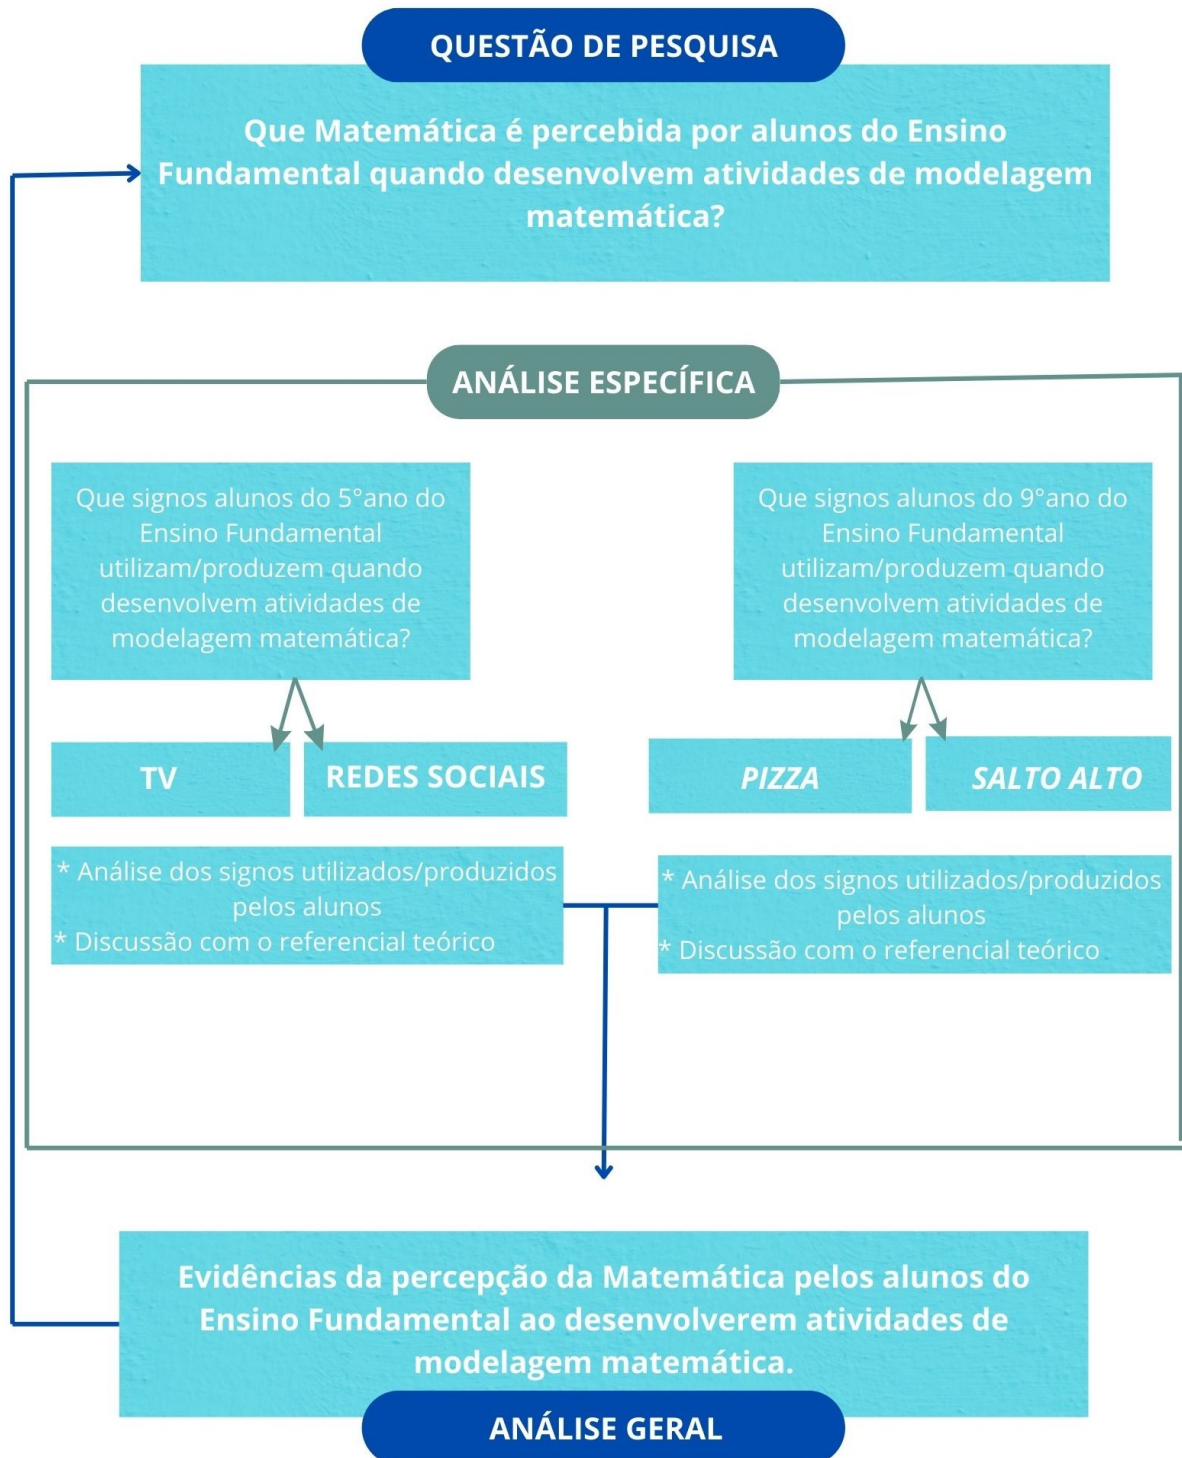 QUESTÃO DE PESQUISA
Que Matemática é percebida por alunos do Ensino
Fundamental quando desenvolvem atividades de modelagem
matemática?
ANÁLISE ESPECÍFICA
Que signos alunos do 5°ano do
Ensino Fundamental
utilizam/produzem quando
desenvolvem atividades de
modelagem matemática?
Que signos alunos do 9°ano do
Ensino Fundamental
utilizam/produzem quando
desenvolvem atividades de
modelagem matemática?
TV
REDES SOCIAIS
PIZZA
SALTO ALTO
* Análise dos signos utilizados/produzidos
pelos alunos
* Discussão com o referencial teórico
* Análise dos signos utilizados/produzidos
pelos alunos
* Discussão com o referencial teórico
Evidências da percepção da Matemática pelos alunos do
Ensino Fundamental ao desenvolverem atividades de
modelagem matemática.
ANÁLISE GERAL